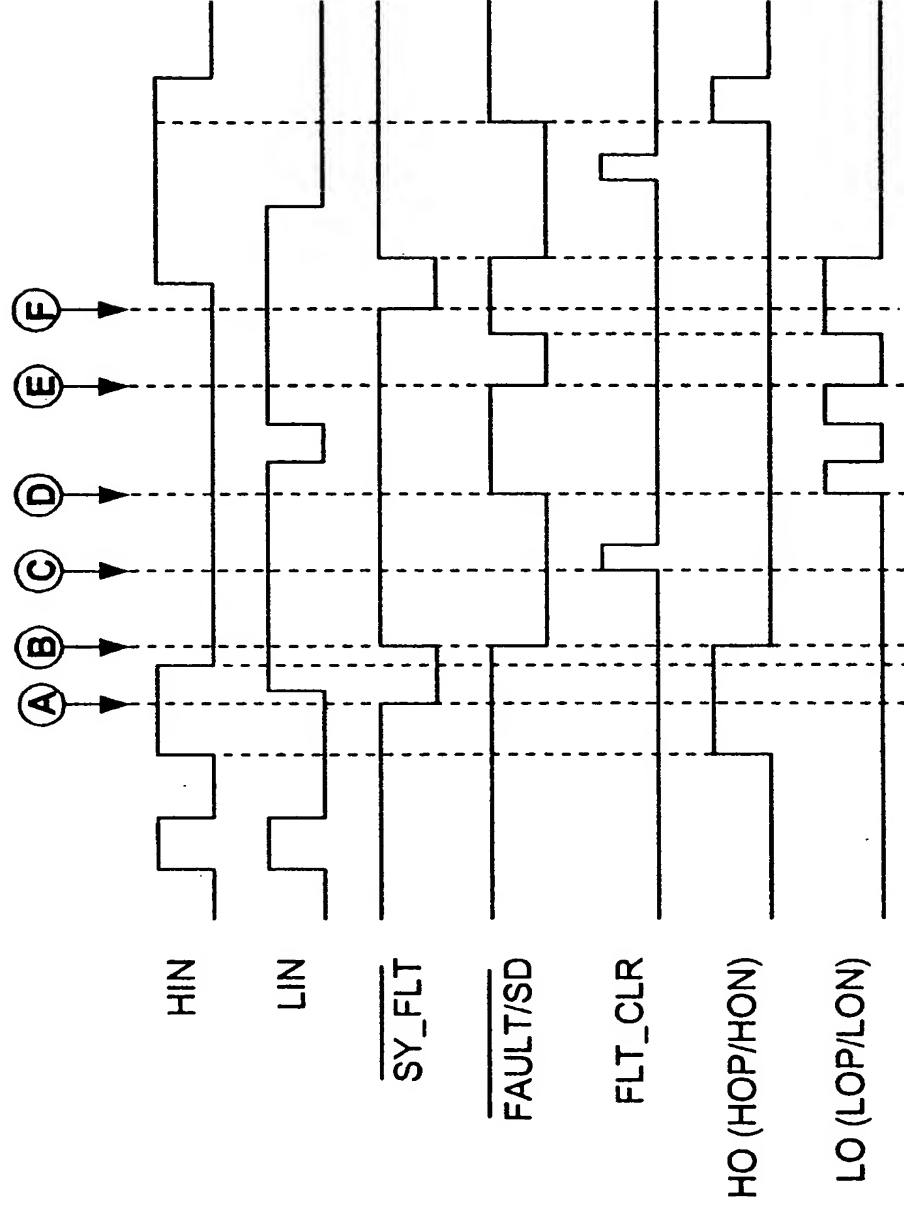 A
B
C
D
E
F
HIN
LIN
SY_FLT
FAULT/SD
FLT_CLR
HO (HOP/HON)
LO (LOP/LON)